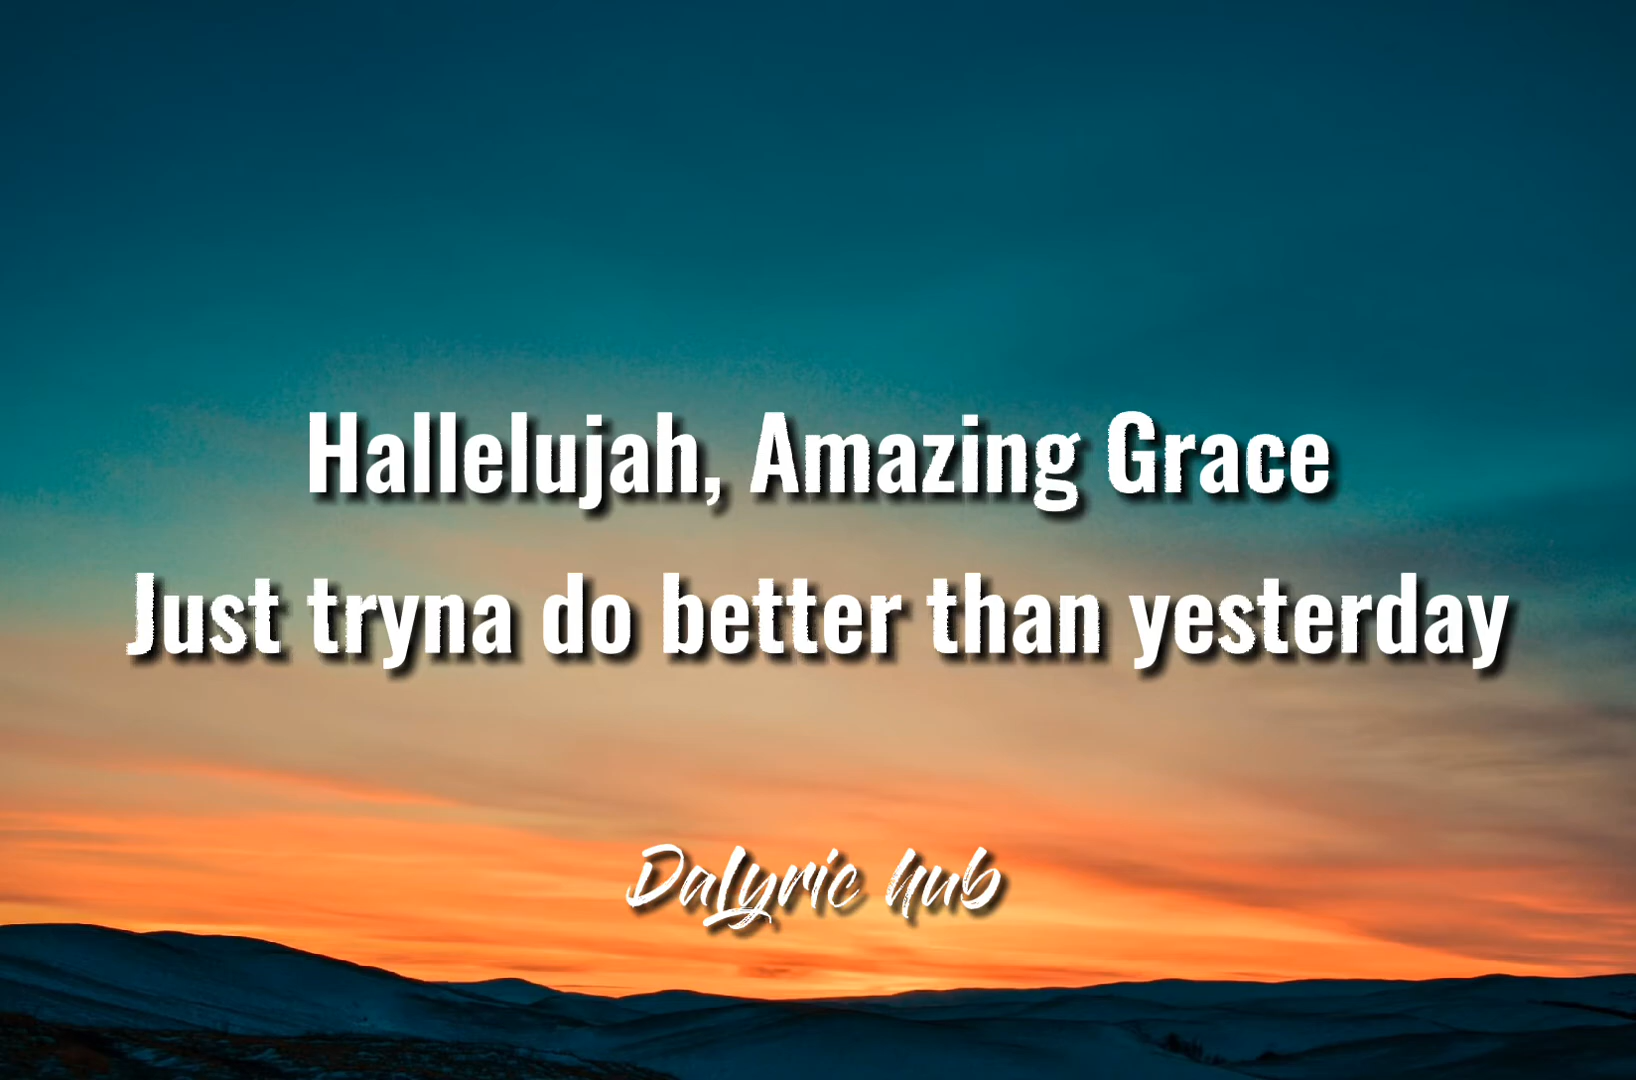 Hallelujah, Amazing Grace
Just tryna do better than yesterday
DaLyric hub